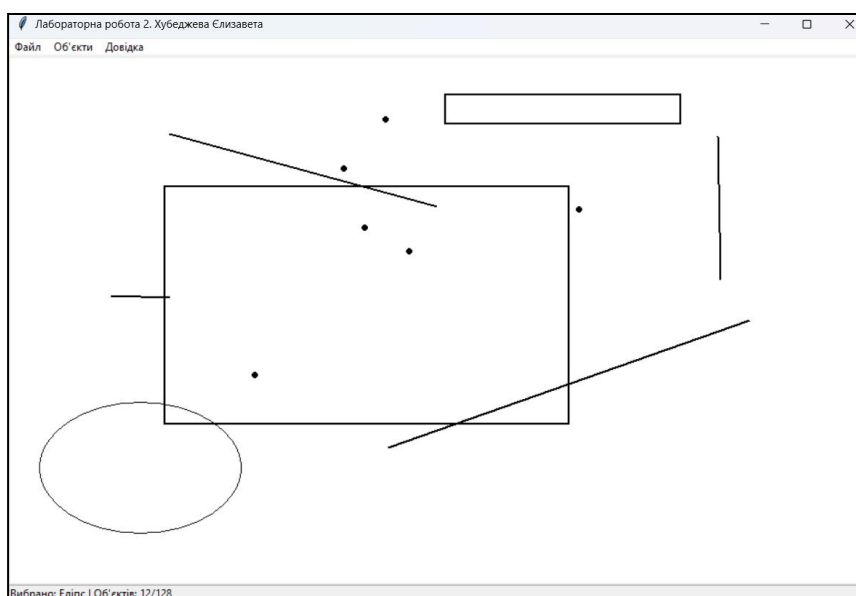 Лабораторна робота 2. Хубеджева Єлизавета
Файл Об'єкти Довідка
Вибрано: Еліпс | Об'єктів: 12/128